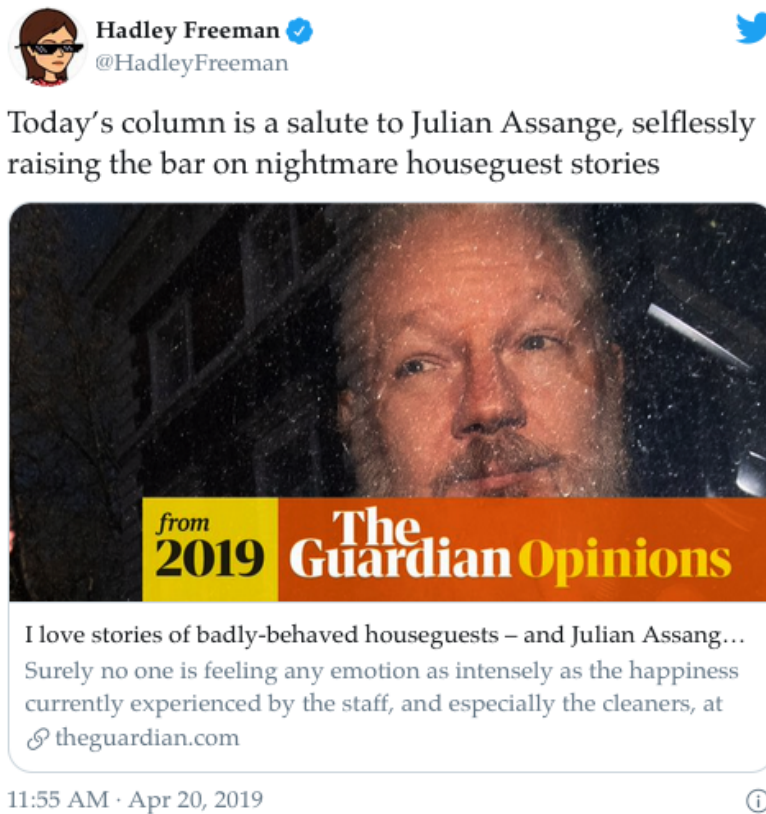 Hadley Freeman
@HadleyFreeman
Today’s column is a salute to Julian Assange, selflessly
raising the bar on nightmare houseguest stories
from
2019
The
Guardian Opinions
I love stories of badly-behaved houseguests – and Julian Assang…
Surely no one is feeling any emotion as intensely as the happiness
currently experienced by the staff, and especially the cleaners, at
theguardian.com
11:55 AM · Apr 20, 2019